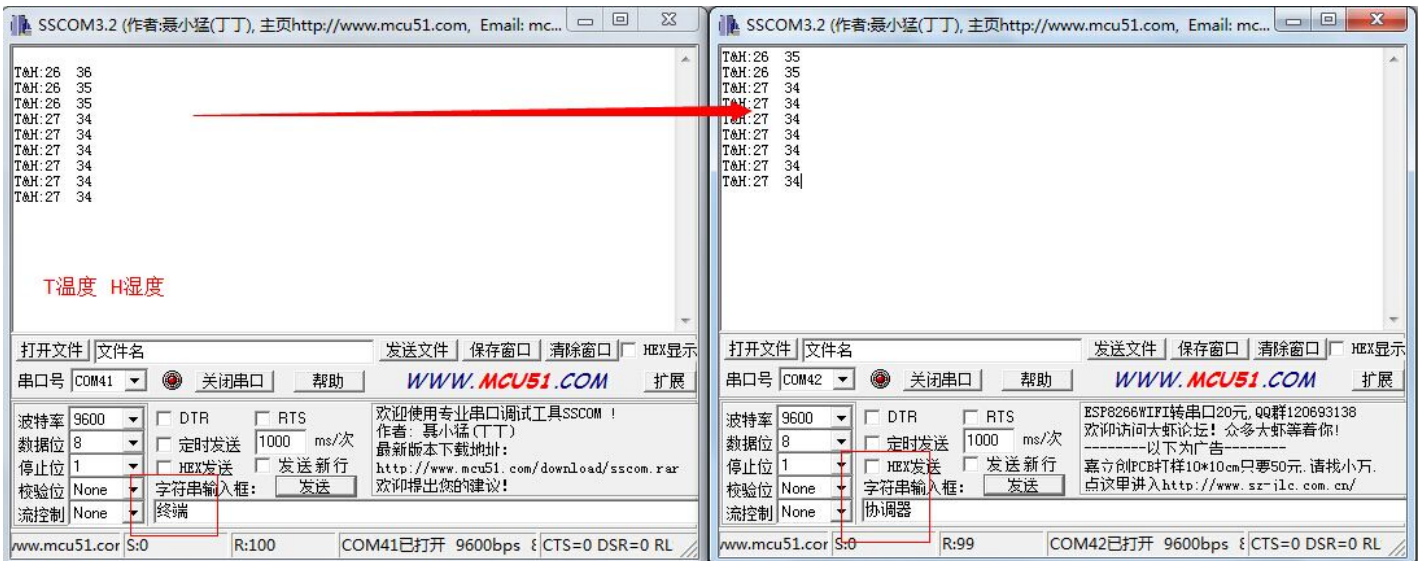 SSCOM3.2 (作者:聂小猛(丁丁), 主页http://www.mcu51.com, Email: mc...
T&H:26 36
T&H:26 35
T&H:26 35
T&H:27 34
T&H:27 34
T&H:27 34
T&H:27 34
T&H:27 34
T&H:27 34
T温度 H湿度
打开文件 文件名 发送文件 保存窗口 清除窗口 HEX显示
串口号 COM41 关闭串口 帮助 WWW.MCU51.COM 扩展
波特率 9600 DTR RTS
数据位 8 定时发送 1000 ms/次
停止位 1 HEX发送 发送新行
校验位 None 字符串输入框: 发送
流控制 None 终端
欢迎使用专业串口调试工具SSCOM !
作者: 聂小猛(丁丁)
最新版本下载地址:
http://www.mcu51.com/download/sscom.rar
欢迎提出您的建议!
www.mcu51.cor S:0 R:100 COM41已打开 9600bps 8 CTS=0 DSR=0 RL
SSCOM3.2 (作者:聂小猛(丁丁), 主页http://www.mcu51.com, Email: mc...
T&H:26 35
T&H:26 35
T&H:27 34
T&H:27 34
T&H:27 34
T&H:27 34
T&H:27 34
T&H:27 34
T&H:27 34
打开文件 文件名 发送文件 保存窗口 清除窗口 HEX显示
串口号 COM42 关闭串口 帮助 WWW.MCU51.COM 扩展
波特率 9600 DTR RTS
数据位 8 定时发送 1000 ms/次
停止位 1 HEX发送 发送新行
校验位 None 字符串输入框: 发送
流控制 None 协调器
ESP8266WIFI转串口20元,QQ群120693138
欢迎访问大虾论坛! 众多大虾等着你!
--------以下为广告--------
嘉立创PCB打样10*10cm只要50元.请找小万.
点这里进入http://www.sz-jlc.com.cn/
www.mcu51.cor S:0 R:99 COM42已打开 9600bps 8 CTS=0 DSR=0 RL